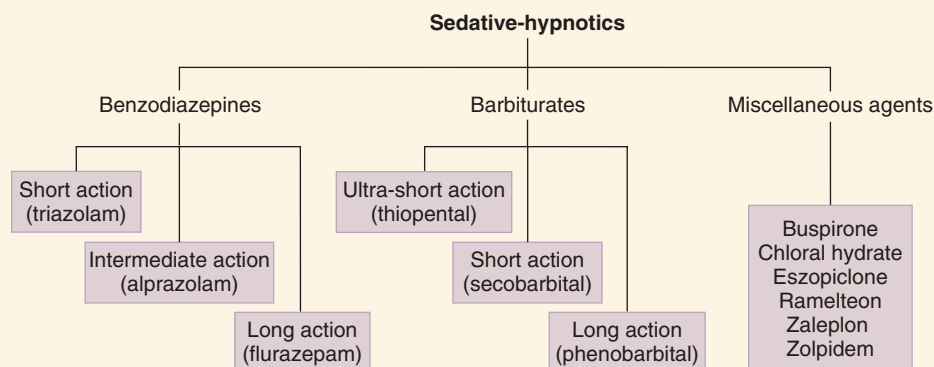 Sedative-hypnotics
Benzodiazepines
Barbiturates
Miscellaneous agents
Short action
(triazolam)
Intermediate action
(alprazolam)
Long action
(flurazepam)
Ultra-short action
(thiopental)
Short action
(secobarbital)
Long action
(phenobarbital)
Buspirone
Chloral hydrate
Eszopiclone
Ramelteon
Zaleplon
Zolpidem